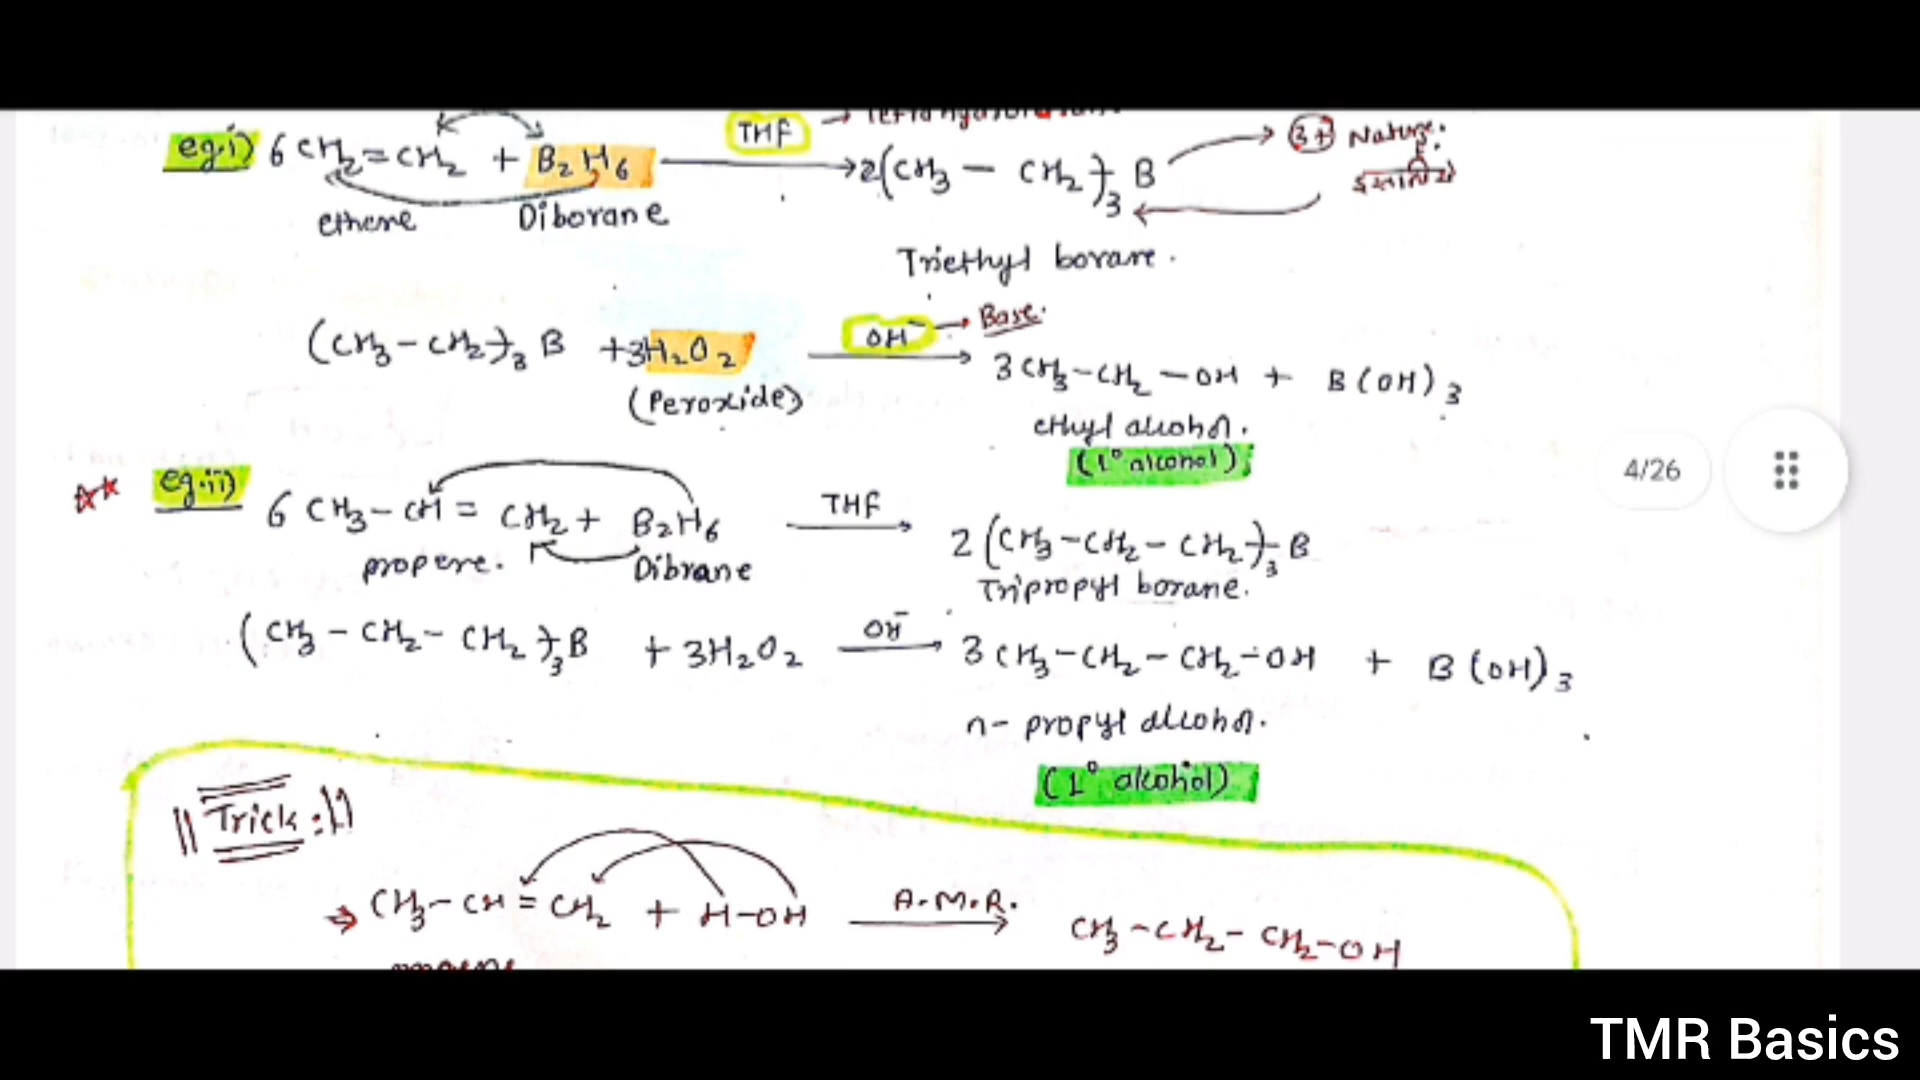 THF
eg.i) 6 CH2=CH2 + B2H6 → 2(CH3 – CH2)3 B → 3+ Nature.
ethene Diborane
Triethyl borane.
OH⁻ → Base.
(CH3–CH2)3 B + 3H2O2 → 3 CH3–CH2–OH + B(OH)3
(Peroxide)
ethyl alcohol.
(1° alcohol);
4/26
eg.ii) 6 CH3–CH = CH2 + B2H6 THF → 2 (CH3–CH2–CH2)3–B
propene. Dibrane
Tripropyl borane.
(CH3 – CH2 – CH2)3B + 3H2O2 OH⁻ → 3 CH3–CH2–CH2–OH + B(OH)3
n- propyl alcohol.
(1° alcohol)
|| Trick :||
⇒ CH3–CH = CH2 + H–OH A.M.R. → CH3–CH2–CH2–OH
TMR Basics